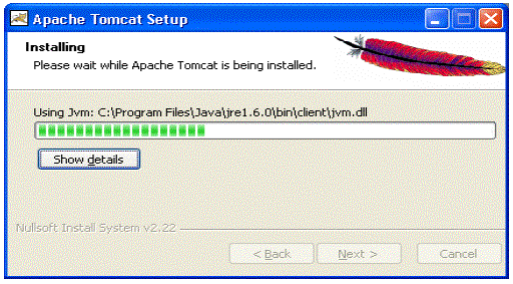 Apache Tomcat Setup
Installing
Please wait while Apache Tomcat is being installed.
Using Jvm: C:\Program Files\Java\jre1.6.0\bin\client\jvm.dll
Show details
Nullsoft Install System v2.22
< Back Next > Cancel